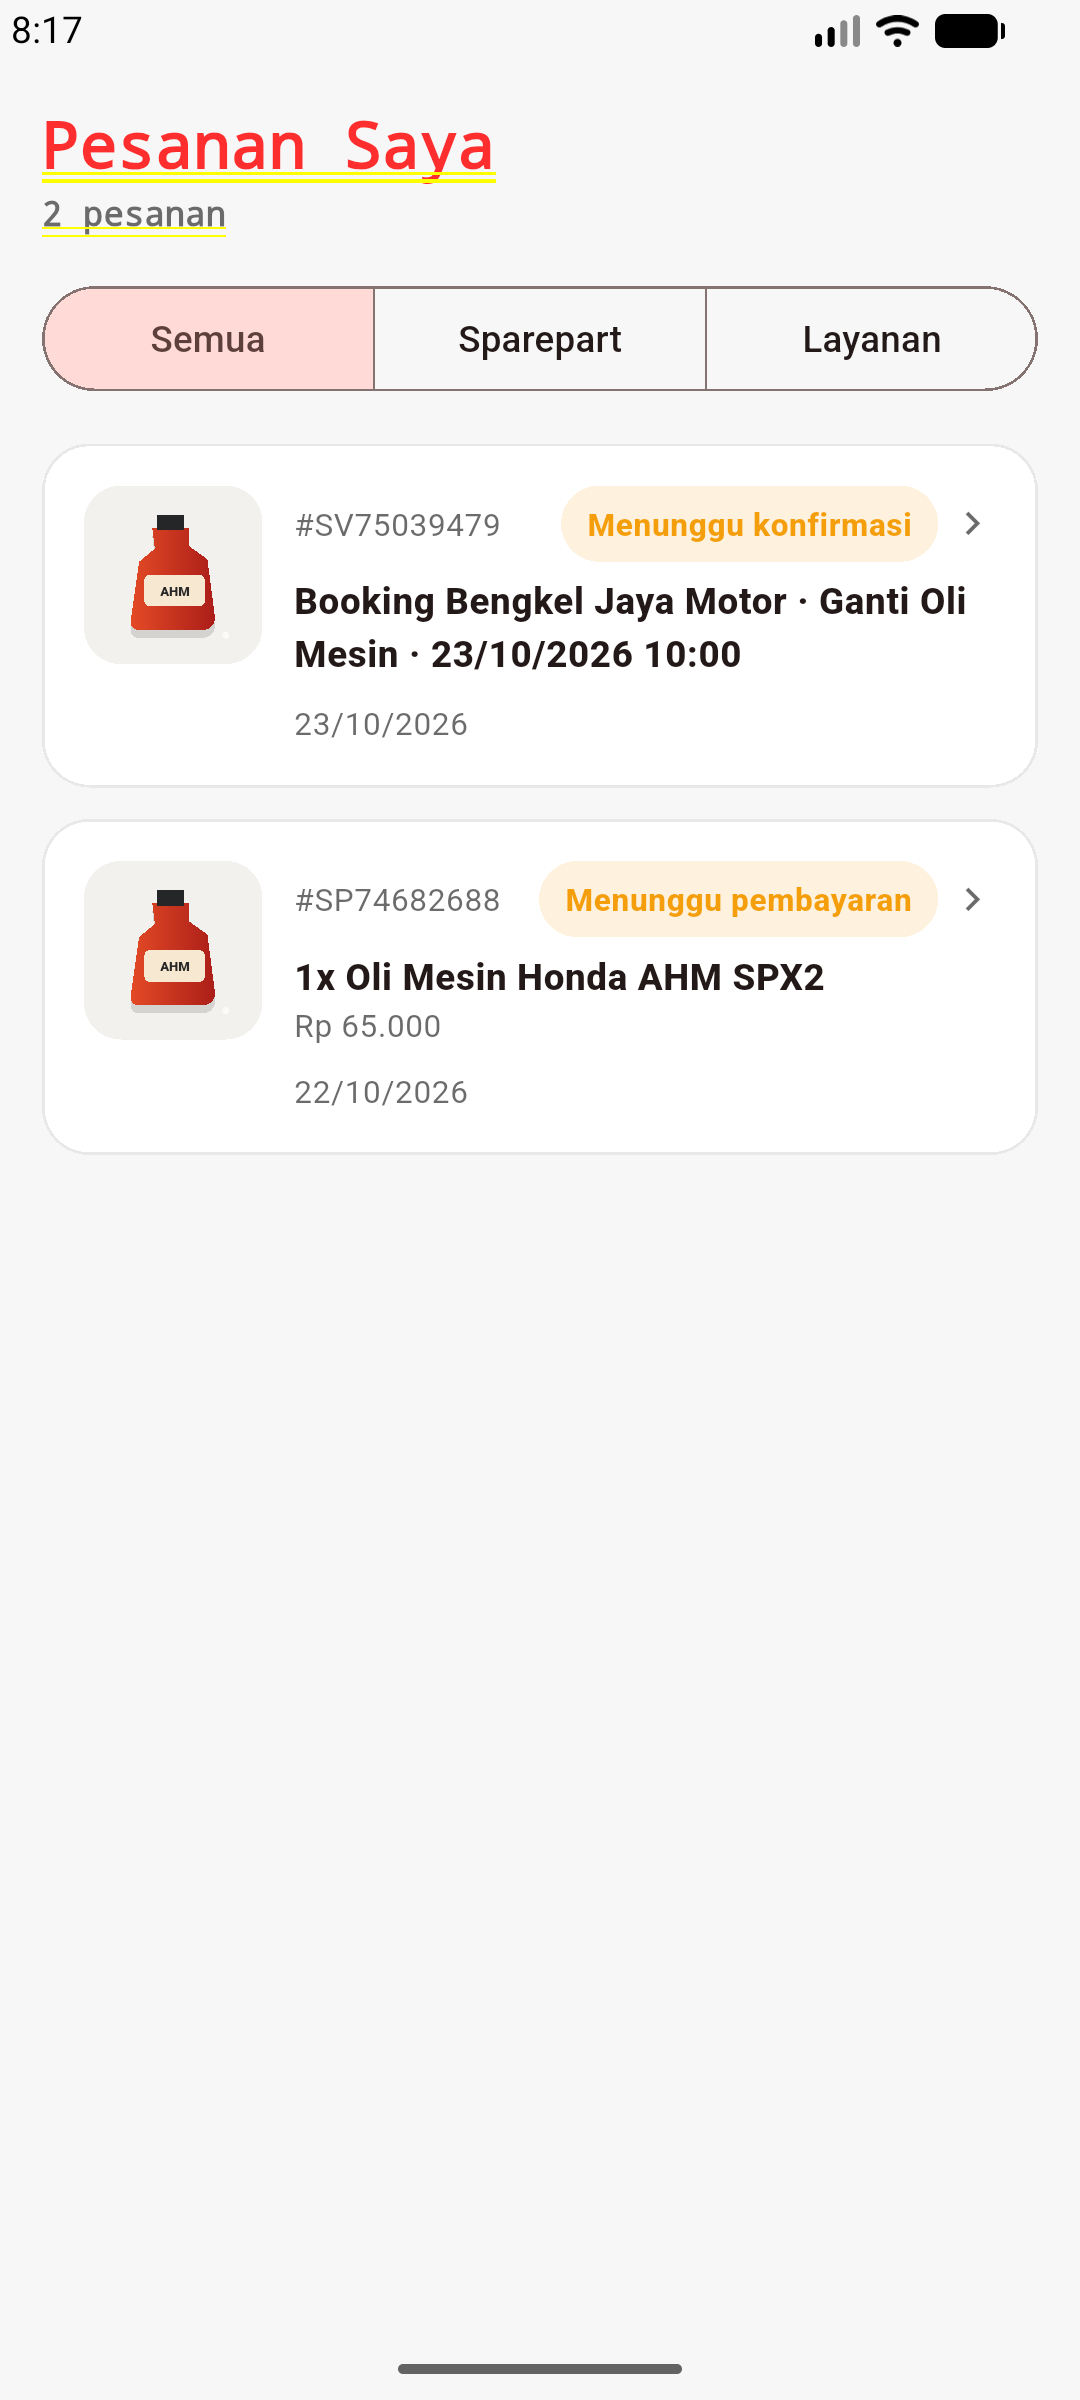 8:17
Pesanan Saya
2 pesanan
Semua
Sparepart
Layanan
AHM
#SV75039479
Menunggu konfirmasi
Booking Bengkel Jaya Motor · Ganti Oli
Mesin · 23/10/2026 10:00
23/10/2026
AHM
#SP74682688
Menunggu pembayaran
1x Oli Mesin Honda AHM SPX2
Rp 65.000
22/10/2026